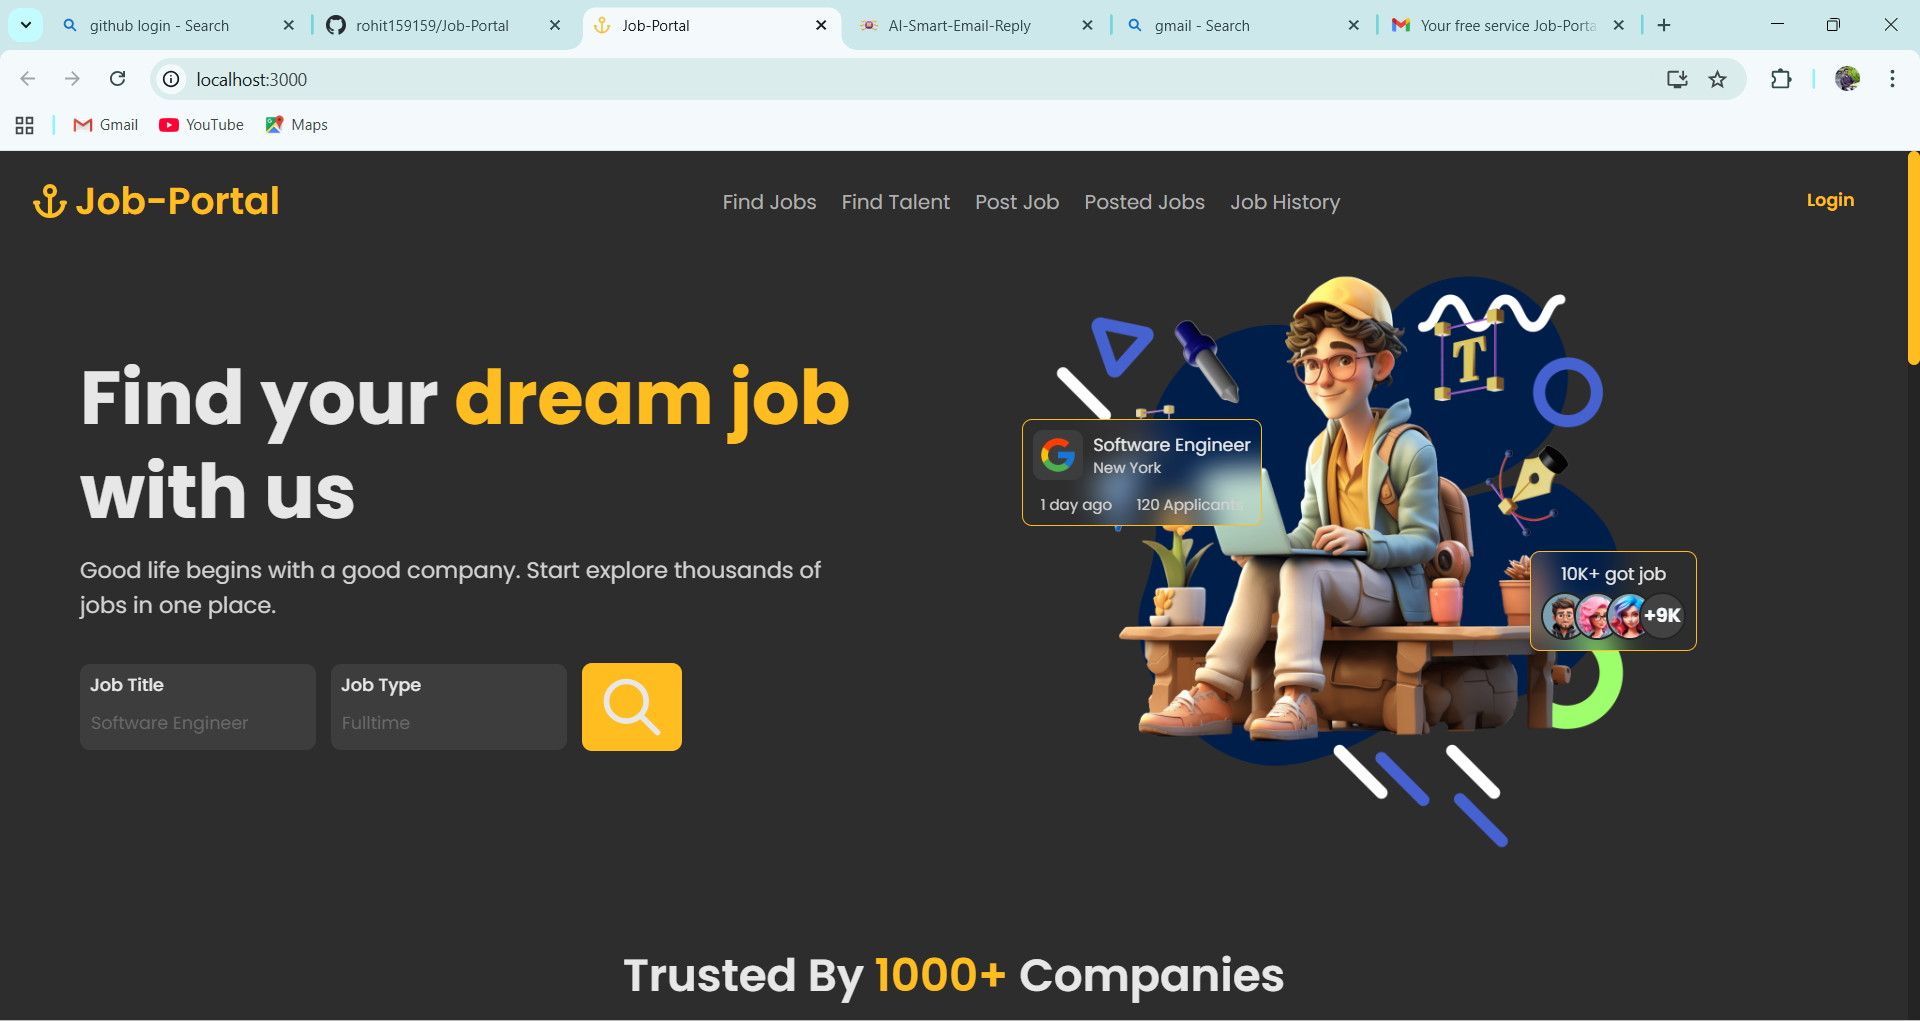 github login - Search
rohit159159/Job-Portal
Job-Portal
AI-Smart-Email-Reply
gmail - Search
Your free service Job-Porta
localhost:3000
Gmail
YouTube
Maps
Job-Portal
Find Jobs
Find Talent
Post Job
Posted Jobs
Job History
Login
Find your dream job
with us
Good life begins with a good company. Start explore thousands of
jobs in one place.
Job Title
Software Engineer
Job Type
Fulltime
T
Software Engineer
New York
1 day ago
120 Applicants
10K+ got job
+9K
Trusted By 1000+ Companies